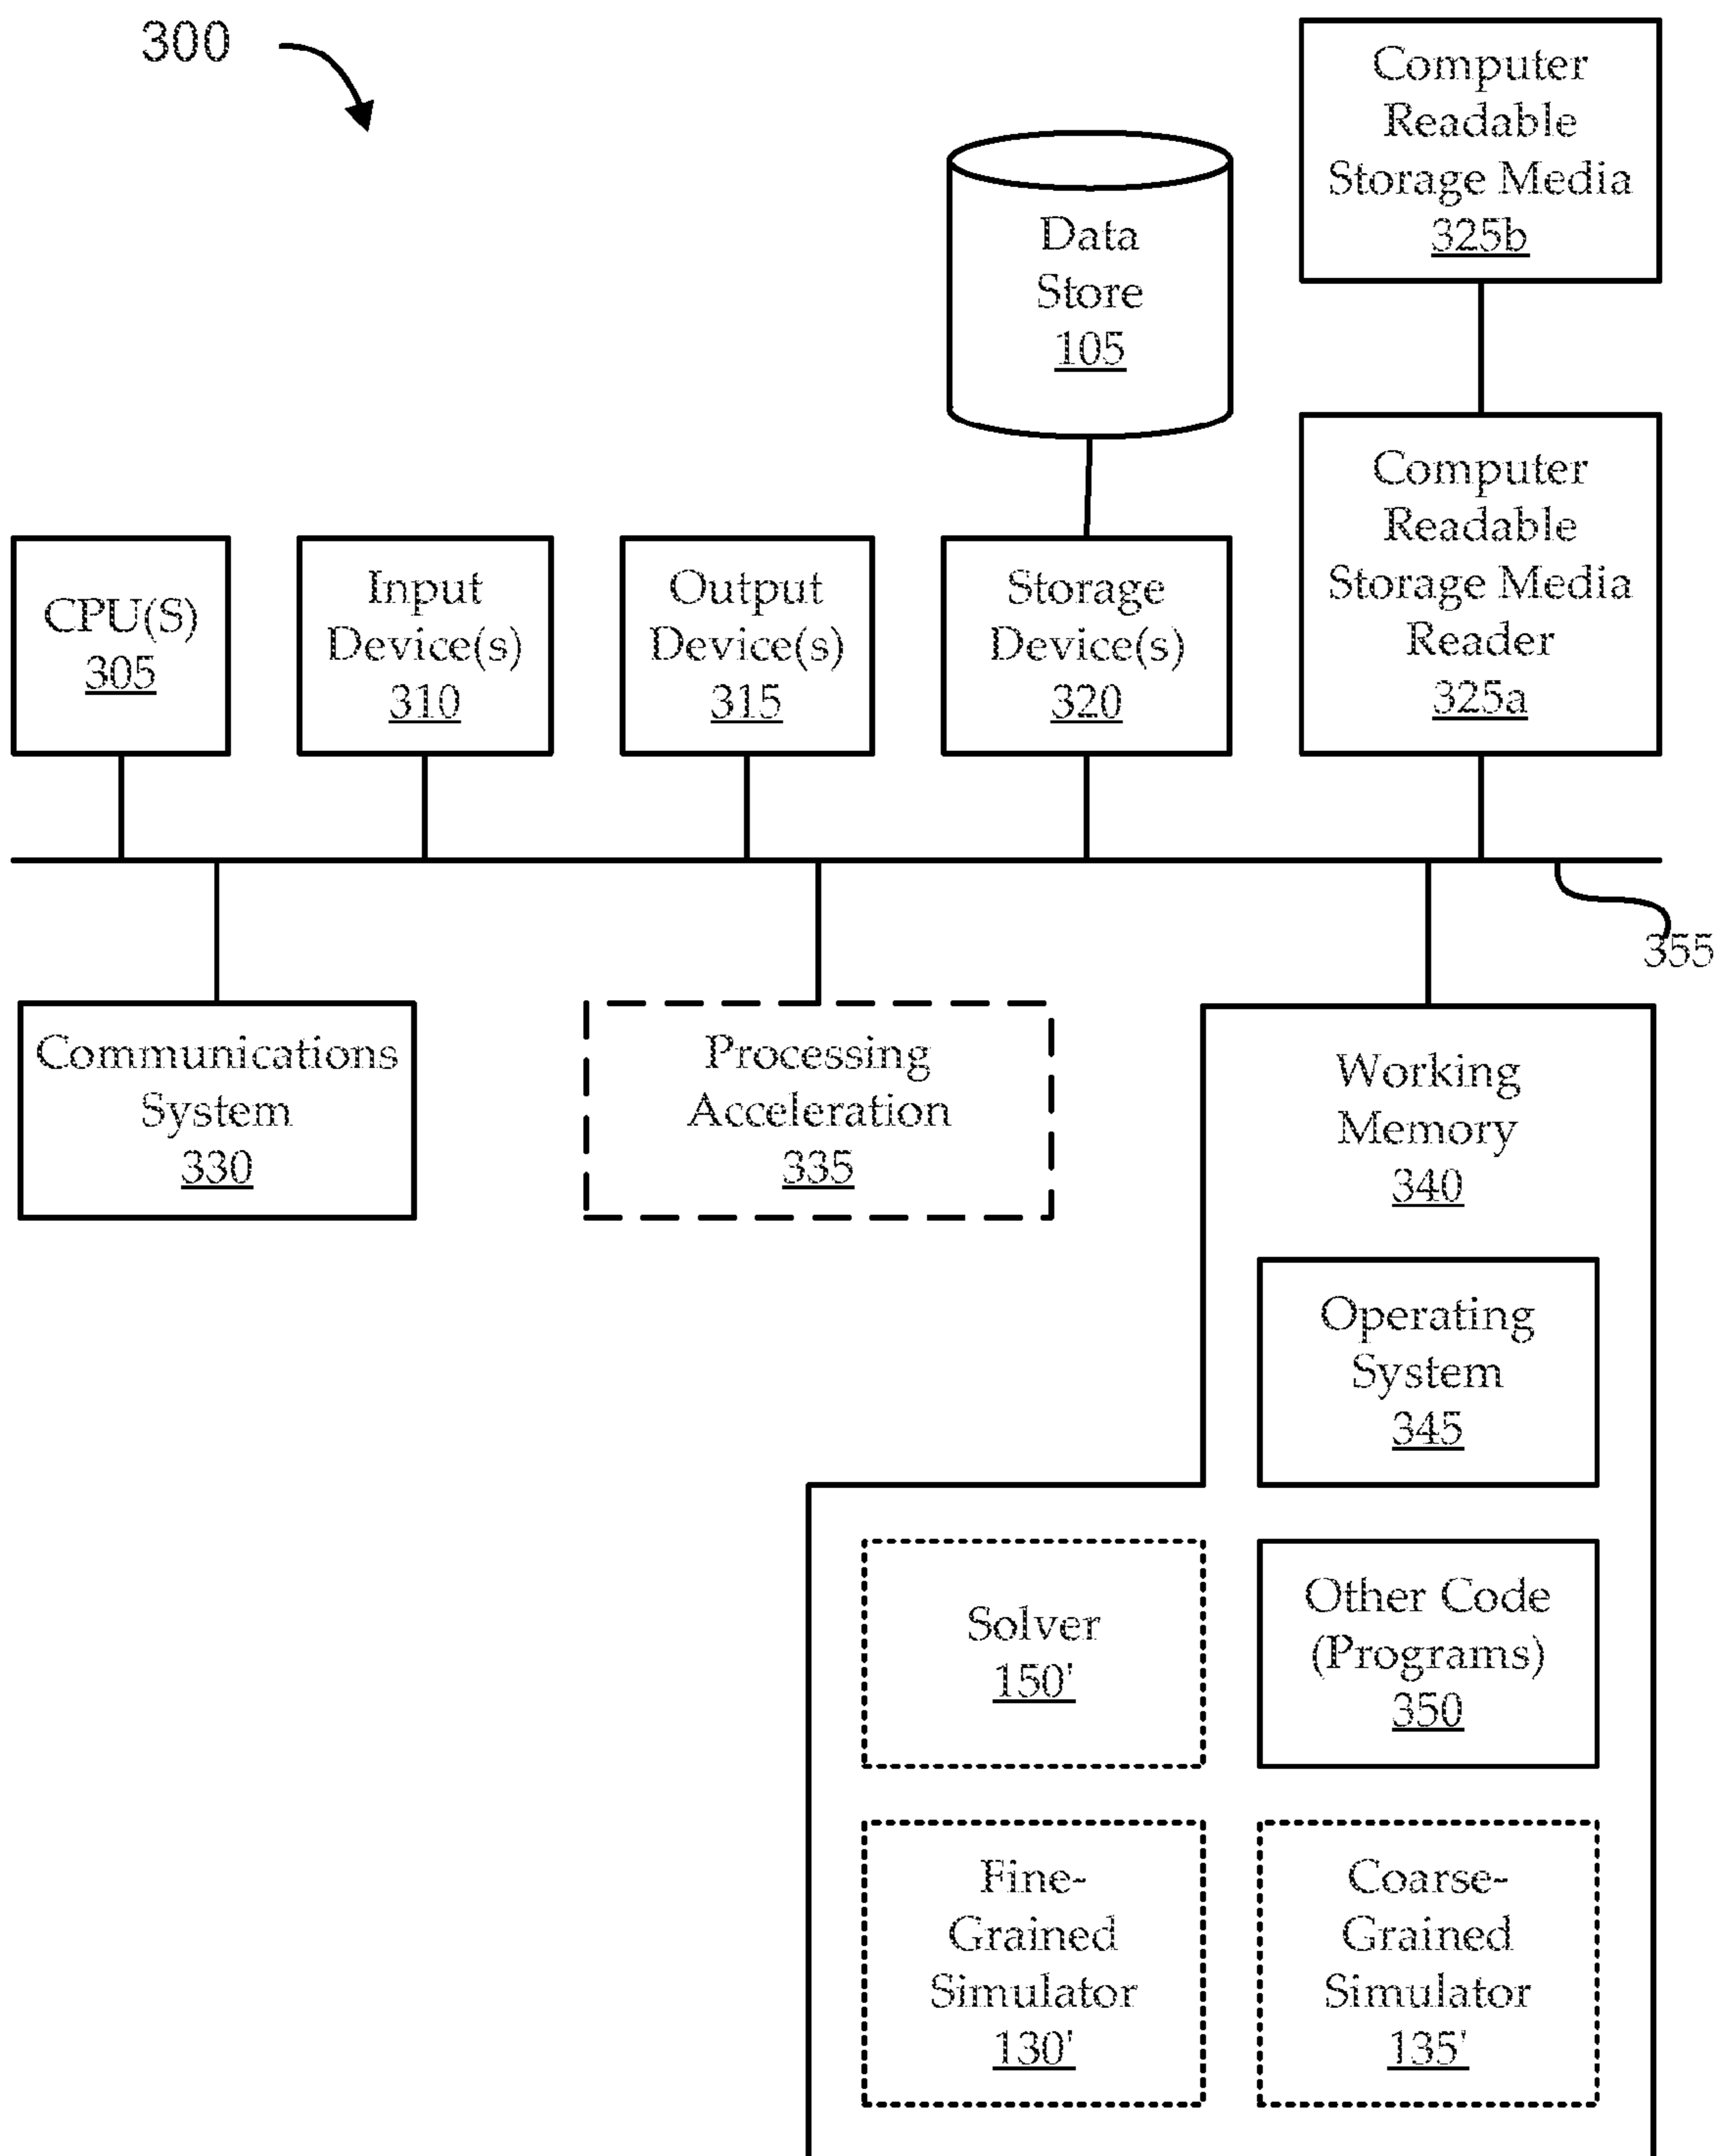 300
Computer
Readable
Storage Media
325b
Data
Store
105
Computer
Readable
Storage Media
Reader
325a
CPU(S)
305
Input
Device(s)
310
Output
Device(s)
315
Storage
Device(s)
320
355
Communications
System
330
Processing
Acceleration
335
Working
Memory
340
Operating
System
345
Solver
150'
Other Code
(Programs)
350
Fine-
Grained
Simulator
130'
Coarse-
Grained
Simulator
135'